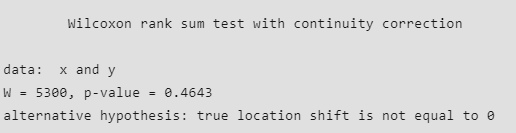 Wilcoxon rank sum test with continuity correction
data:  x and y
W = 5300, p-value = 0.4643
alternative hypothesis: true location shift is not equal to 0